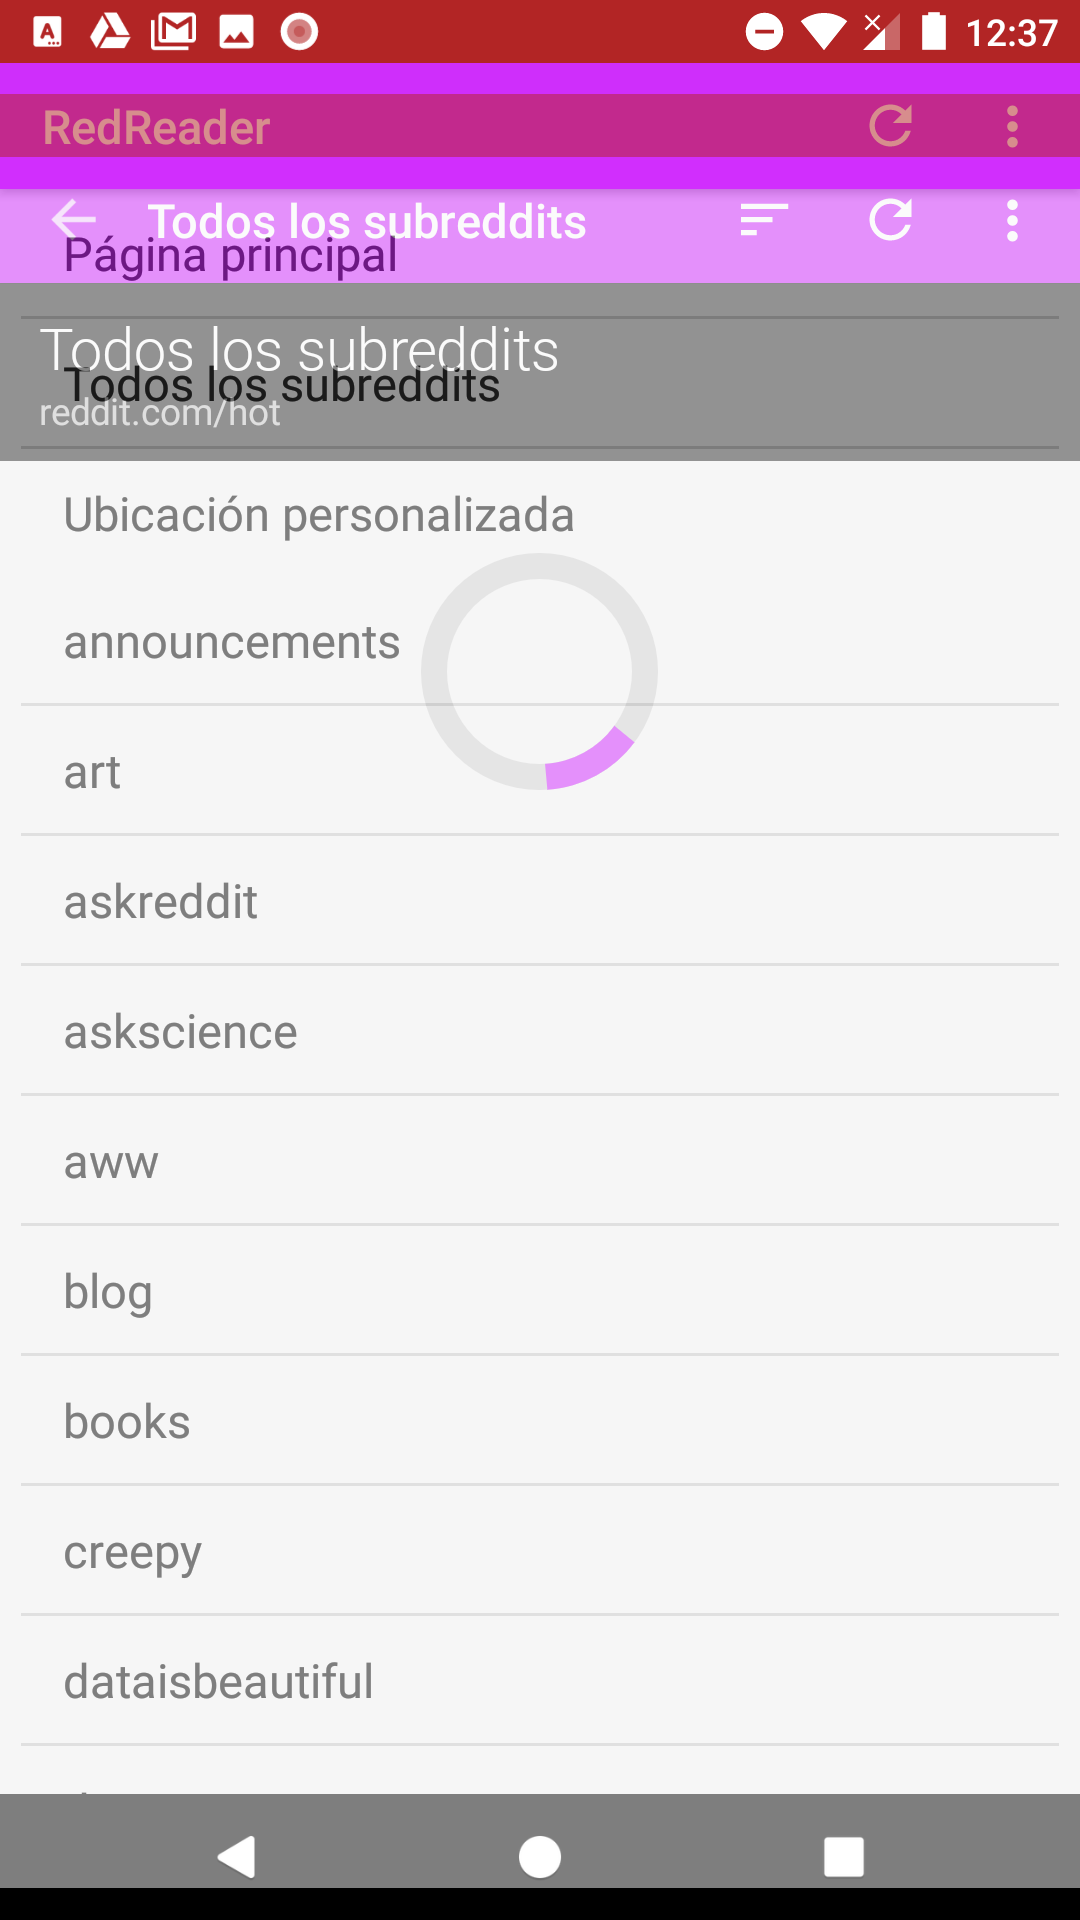 12:37
RedReader
Todos los subreddits
Página principal
Todos los subreddits
Todos los subreddits
reddit.com/hot
Ubicación personalizada
announcements
art
askreddit
askscience
aww
blog
books
creepy
dataisbeautiful